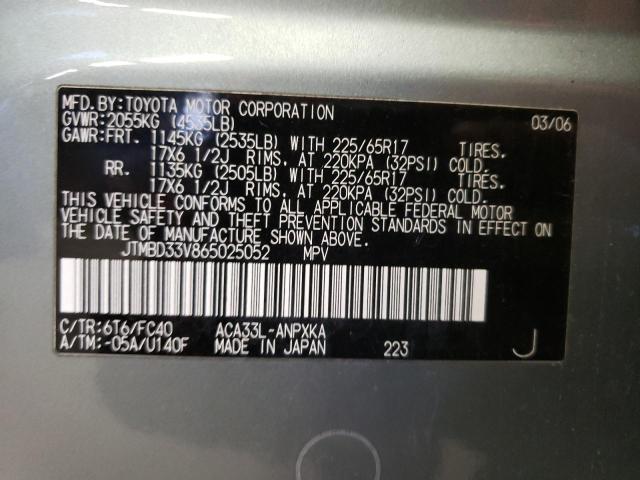 MFD.BY:TOYOTA MOTOR CORPORATION 03/06
GVWR:2055KG (4535LB)
GAWR:FRT. 1145KG (2535LB) WITH 225/65R17 TIRES.
17X6 1/2J RIMS. AT 220KPA (32PSI) COLD.
RR. 1135KG (2505LB) WITH 225/65R17 TIRES.
17X6 1/2J RIMS. AT 220KPA (32PSI) COLD.
THIS VEHICLE CONFORMS TO ALL APPLICABLE FEDERAL MOTOR
VEHICLE SAFETY AND THEFT PREVENTION STANDARDS IN EFFECT ON
THE DATE OF MANUFACTURE SHOWN ABOVE.
JTMBD33V865025052 MPV
C/TR:6T6/FC40 ACA33L-ANPXKA
A/TM:-05A/U140F MADE IN JAPAN 223 J